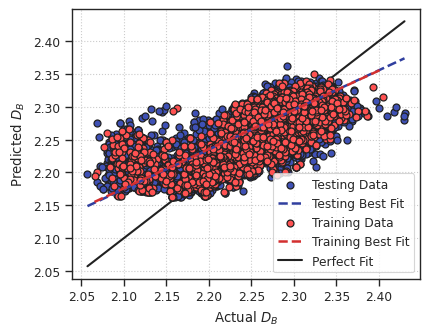 2.40
2.35
2.30
2.25
2.20
2.15
2.10
2.05
Predicted D_B
Testing Data
Testing Best Fit
Training Data
Training Best Fit
Perfect Fit
2.05 2.10 2.15 2.20 2.25 2.30 2.35 2.40
Actual D_B